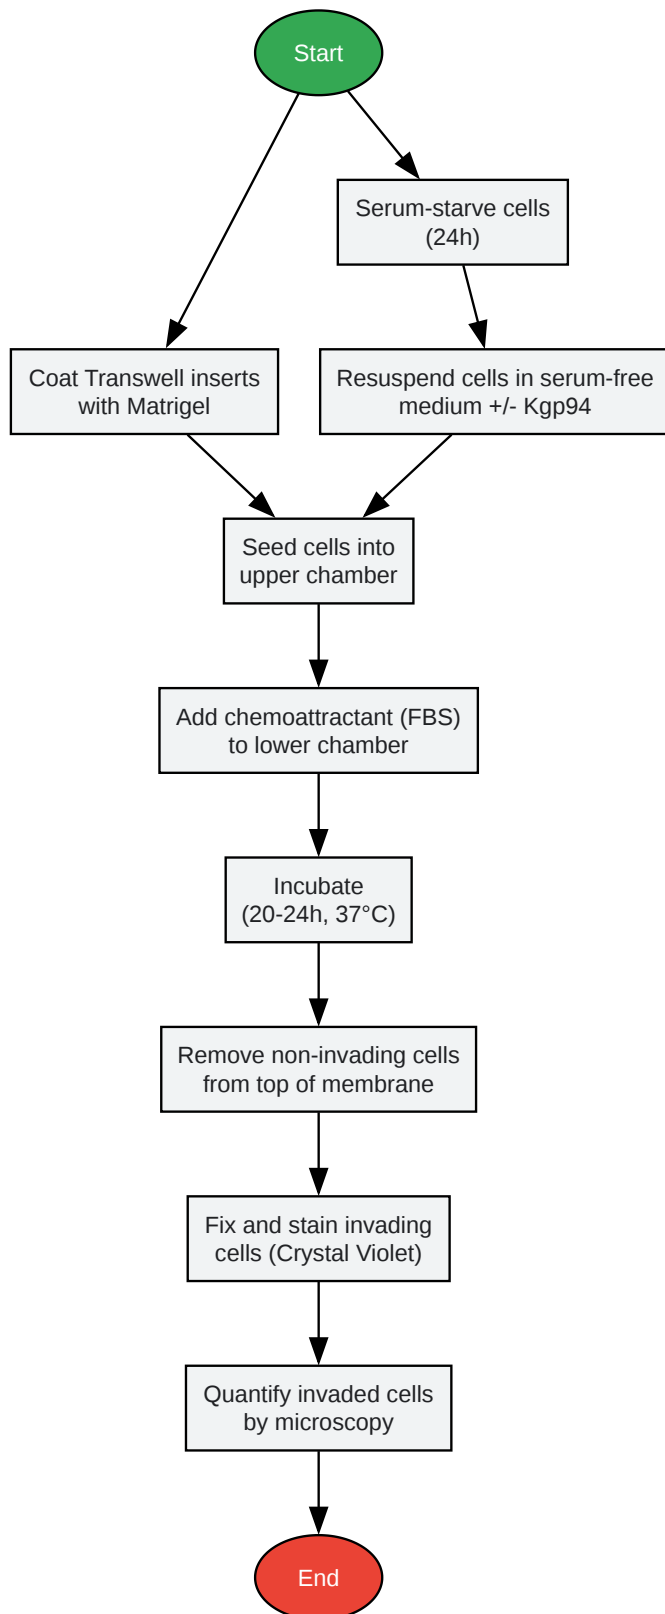 Start
Serum-starve cells
(24h)
Coat Transwell inserts
with Matrigel
Resuspend cells in serum-free
medium +/- Kgp94
Seed cells into
upper chamber
Add chemoattractant (FBS)
to lower chamber
Incubate
(20-24h, 37°C)
Remove non-invading cells
from top of membrane
Fix and stain invading
cells (Crystal Violet)
Quantify invaded cells
by microscopy
End